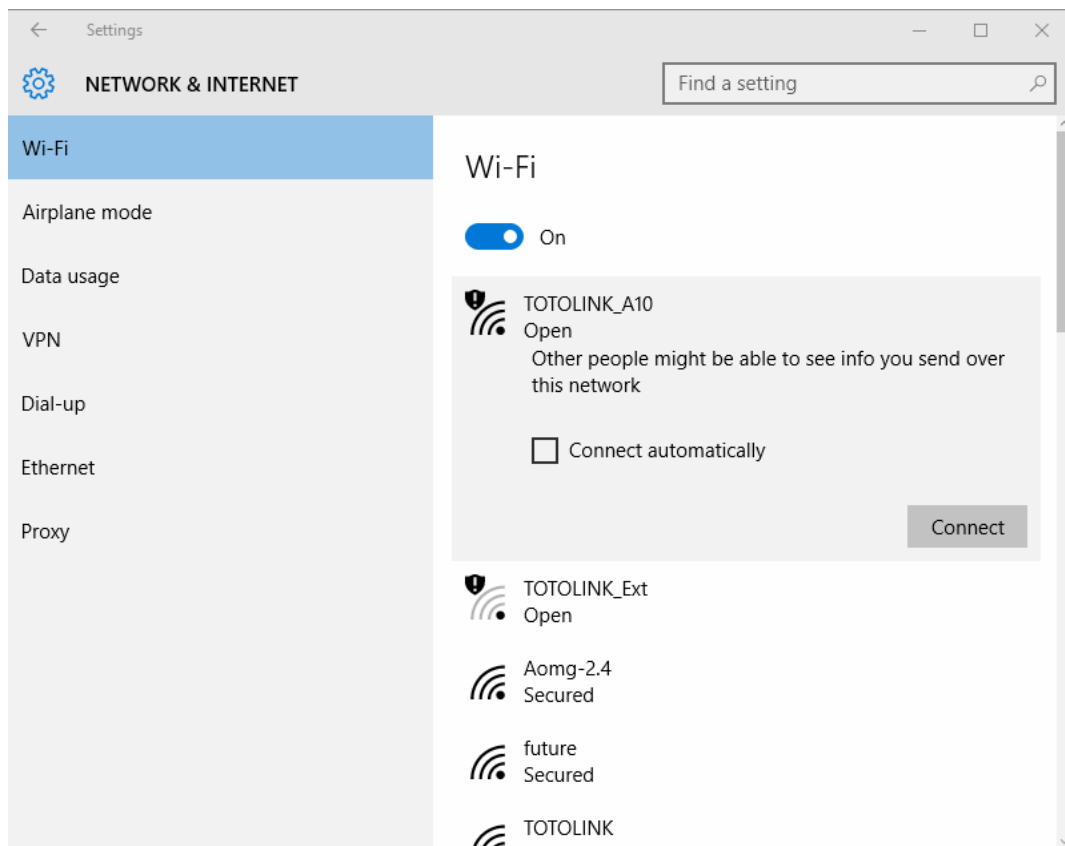 Settings
NETWORK & INTERNET
Find a setting
Wi-Fi
Airplane mode
Data usage
VPN
Dial-up
Ethernet
Proxy
Wi-Fi
On
TOTOLINK_A10
Open
Other people might be able to see info you send over
this network
Connect automatically
Connect
TOTOLINK_Ext
Open
Aomg-2.4
Secured
future
Secured
TOTOLINK